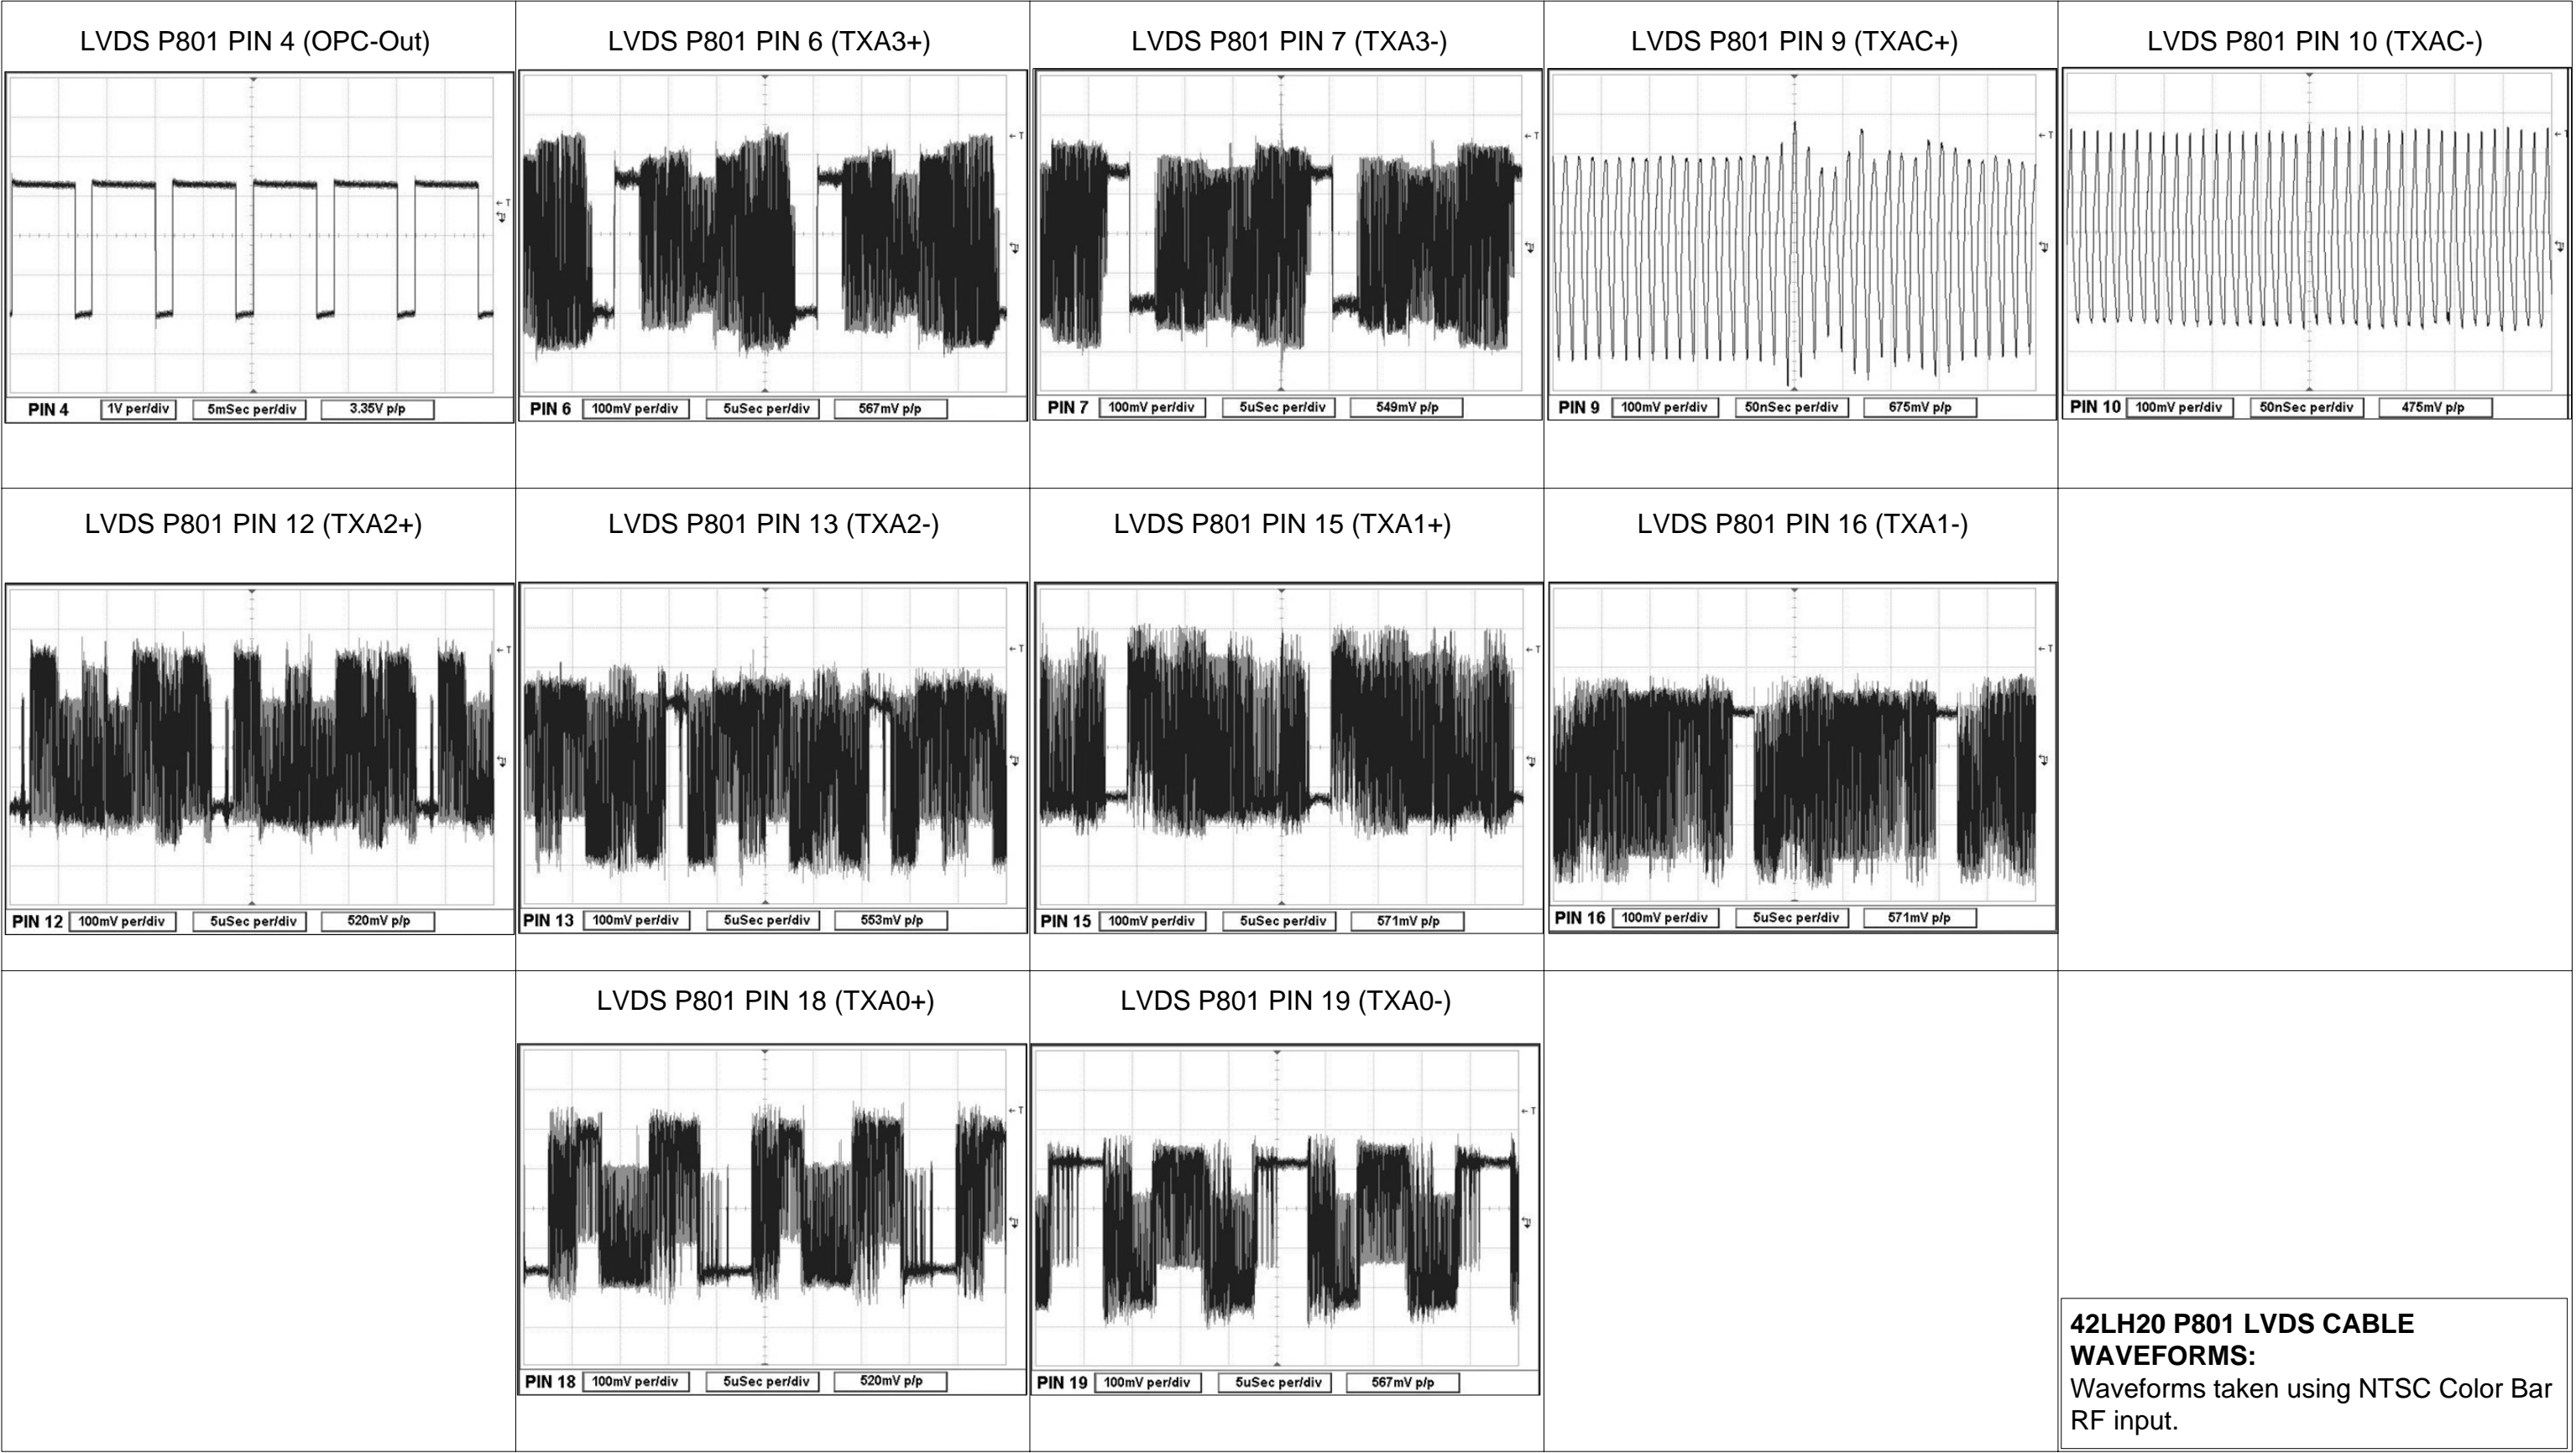 LVDS P801 PIN 4 (OPC-Out)
LVDS P801 PIN 6 (TXA3+)
LVDS P801 PIN 7 (TXA3-)
LVDS P801 PIN 9 (TXAC+)
LVDS P801 PIN 10 (TXAC-)
←T
←T
←T
←T
PIN 4 1V per/div 5mSec per/div 3.35V p/p
PIN 6 100mV per/div 5uSec per/div 567mV p/p
PIN 7 100mV per/div 5uSec per/div 549mV p/p
PIN 9 100mV per/div 50nSec per/div 675mV p/p
PIN 10 100mV per/div 50nSec per/div 475mV p/p
LVDS P801 PIN 12 (TXA2+)
LVDS P801 PIN 13 (TXA2-)
LVDS P801 PIN 15 (TXA1+)
LVDS P801 PIN 16 (TXA1-)
←T
←T
←T
←T
PIN 12 100mV per/div 5uSec per/div 520mV p/p
PIN 13 100mV per/div 5uSec per/div 553mV p/p
PIN 15 100mV per/div 5uSec per/div 571mV p/p
PIN 16 100mV per/div 5uSec per/div 571mV p/p
LVDS P801 PIN 18 (TXA0+)
LVDS P801 PIN 19 (TXA0-)
←T
←T
PIN 18 100mV per/div 5uSec per/div 520mV p/p
PIN 19 100mV per/div 5uSec per/div 567mV p/p
42LH20 P801 LVDS CABLE
WAVEFORMS:
Waveforms taken using NTSC Color Bar
RF input.